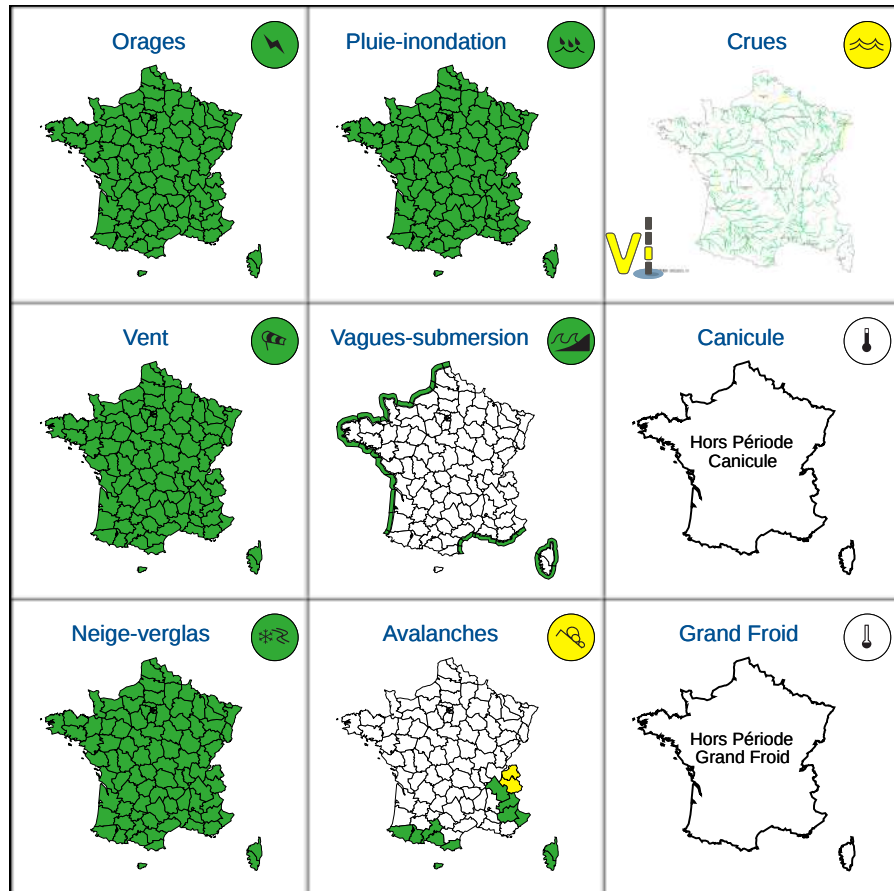 Orages
Pluie-inondation
Crues
Vi
Vent
Vagues-submersion
Canicule
Hors Période
Canicule
Neige-verglas
Avalanches
Grand Froid
Hors Période
Grand Froid